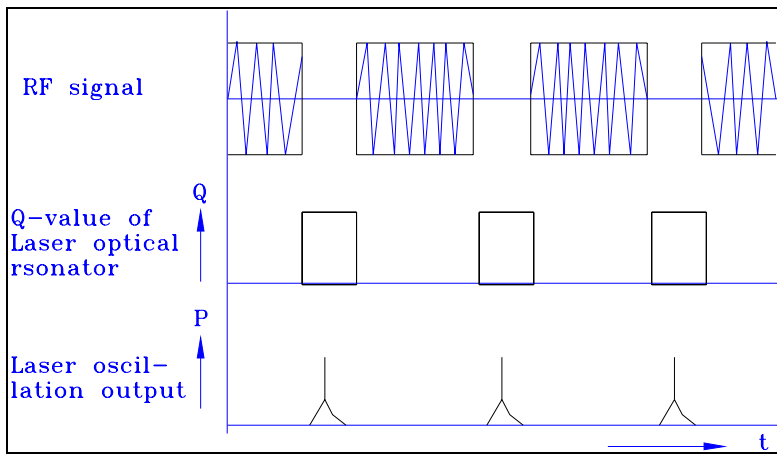 RF signal
Q
Q-value of
Laser optical
rsonator
P
Laser oscil-
lation output
t